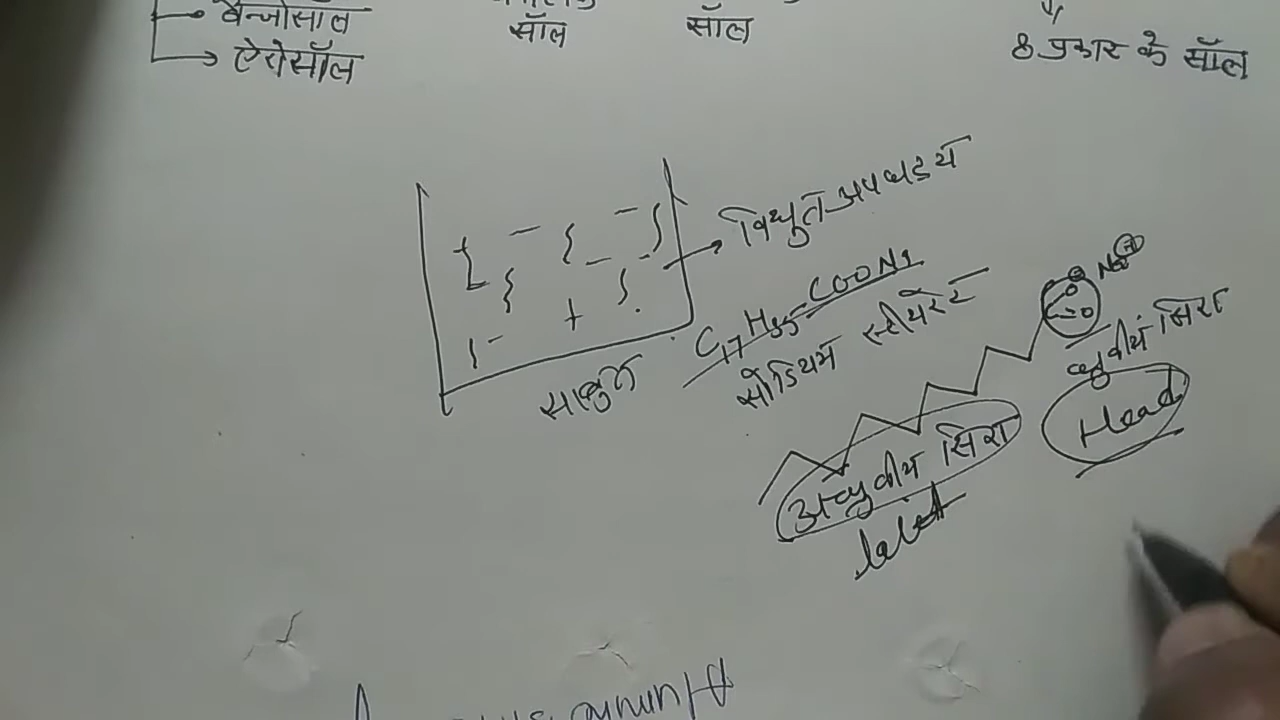 बेन्जोसॉल
ऐरोसॉल
सॉल
सॉल
8 प्रकार के सॉल
विधुत अपघट्य
साबुन
C17H35COONa
सोडियम स्टीयरेट
Na+
ध्रुवीय सिरा
Head
अध्रुवीय सिरा